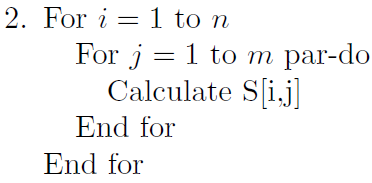 2. For i = 1 to n
For j = 1 to m par-do
Calculate S[i,j]
End for
End for